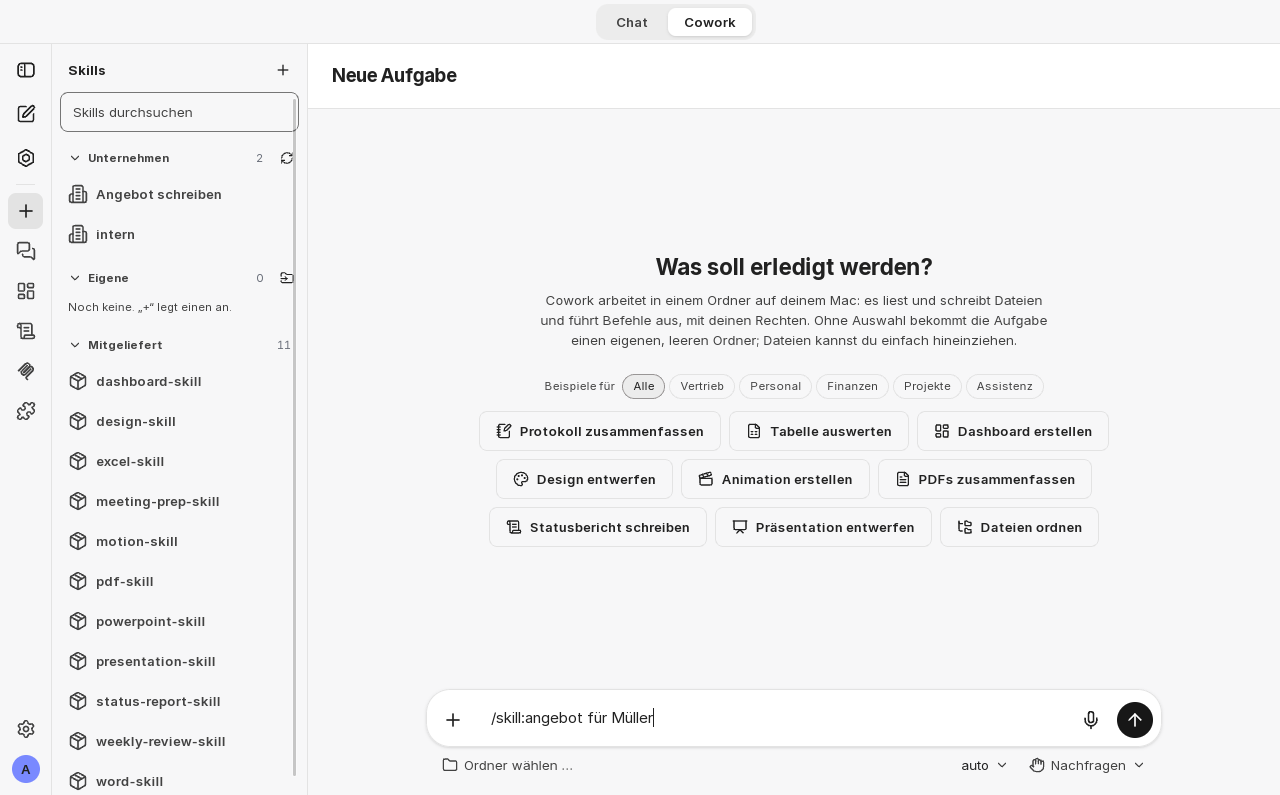 Chat
Cowork
Skills
Neue Aufgabe
Skills durchsuchen
Unternehmen 2
Angebot schreiben
intern
Eigene 0
Noch keine. „+“ legt einen an.
Mitgeliefert 11
dashboard-skill
design-skill
excel-skill
meeting-prep-skill
motion-skill
pdf-skill
powerpoint-skill
presentation-skill
status-report-skill
weekly-review-skill
word-skill
A
Was soll erledigt werden?
Cowork arbeitet in einem Ordner auf deinem Mac: es liest und schreibt Dateien
und führt Befehle aus, mit deinen Rechten. Ohne Auswahl bekommt die Aufgabe
einen eigenen, leeren Ordner; Dateien kannst du einfach hineinziehen.
Beispiele für Alle Vertrieb Personal Finanzen Projekte Assistenz
Protokoll zusammenfassen Tabelle auswerten Dashboard erstellen
Design entwerfen Animation erstellen PDFs zusammenfassen
Statusbericht schreiben Präsentation entwerfen Dateien ordnen
/skill:angebot für Müller
Ordner wählen … auto Nachfragen